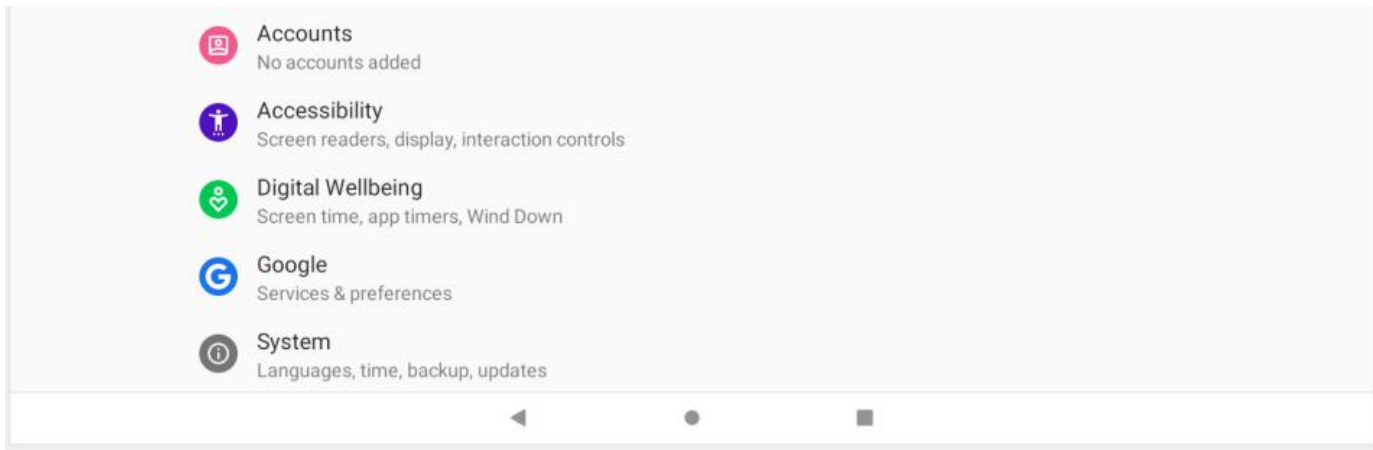 Accounts
No accounts added
Accessibility
Screen readers, display, interaction controls
Digital Wellbeing
Screen time, app timers, Wind Down
Google
Services & preferences
System
Languages, time, backup, updates